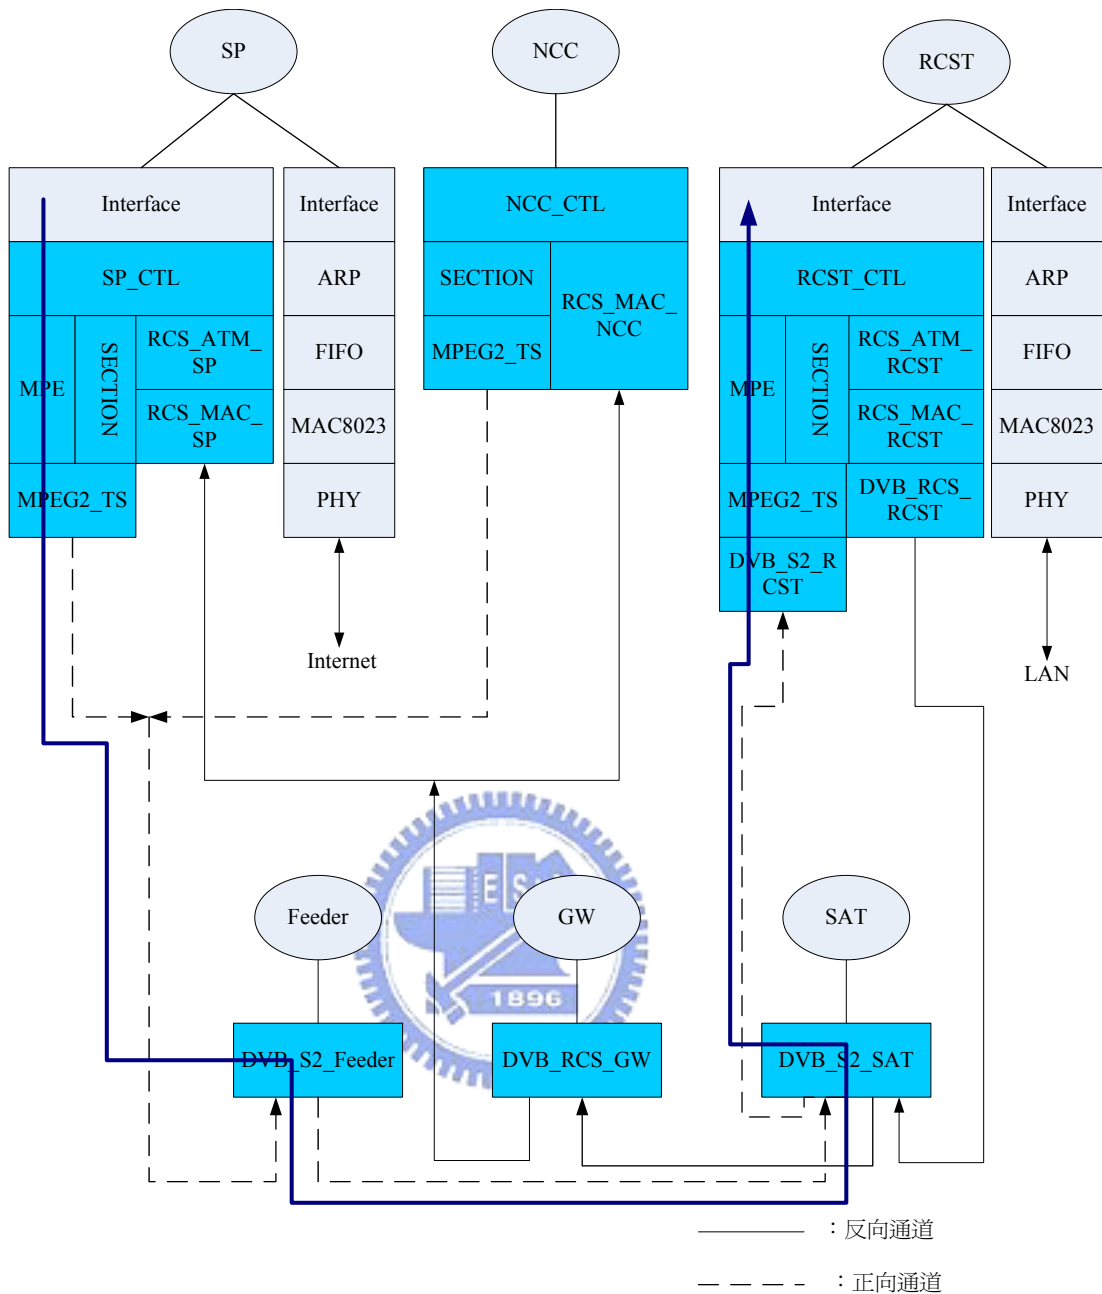 SP
NCC
RCST
Interface
Interface
NCC_CTL
Interface
Interface
SP_CTL
ARP
SECTION
RCS_MAC_
NCC
RCST_CTL
ARP
MPE
SECTION
RCS_ATM_
SP
FIFO
MPEG2_TS
MPE
SECTION
RCS_ATM_
RCST
FIFO
RCS_MAC_
SP
MAC8023
RCS_MAC_
RCST
MAC8023
MPEG2_TS
PHY
MPEG2_TS
DVB_RCS_
RCST
PHY
DVB_S2_R
CST
Internet
LAN
Feeder
GW
SAT
ES
1896
DVB_S2_Feeder
DVB_RCS_GW
DVB_S2_SAT
：反向通道
：正向通道